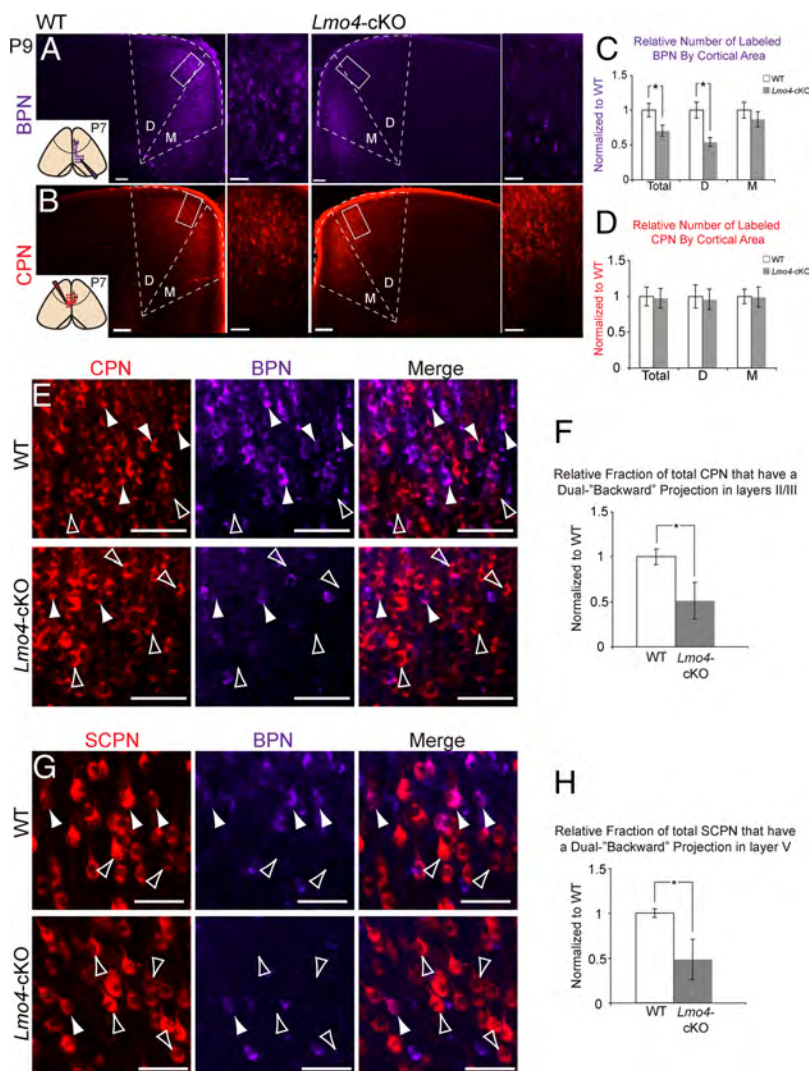 WT
Lmo4-cKO
P9
A
BPN
P7
D
M
D
M
B
CPN
P7
D
M
D
M
C
Relative Number of Labeled
BPN By Cortical Area
Normalized to WT
1.5
1
0.5
0
*
*
WT
Lmo4-cKO
Total
D
M
D
Relative Number of Labeled
CPN By Cortical Area
Normalized to WT
1.5
1
0.5
0
WT
Lmo4-cKO
Total
D
M
CPN
BPN
Merge
E
WT
Lmo4-cKO
F
Relative Fraction of total CPN that have a
Dual-"Backward" Projection in layers II/III
Normalized to WT
1.5
1
0.5
0
*
WT
Lmo4-
cKO
SCPN
BPN
Merge
G
WT
Lmo4-cKO
H
Relative Fraction of total SCPN that have
a Dual-"Backward" Projection in layer V
Normalized to WT
1.5
1
0.5
0
*
WT
Lmo4-
cKO